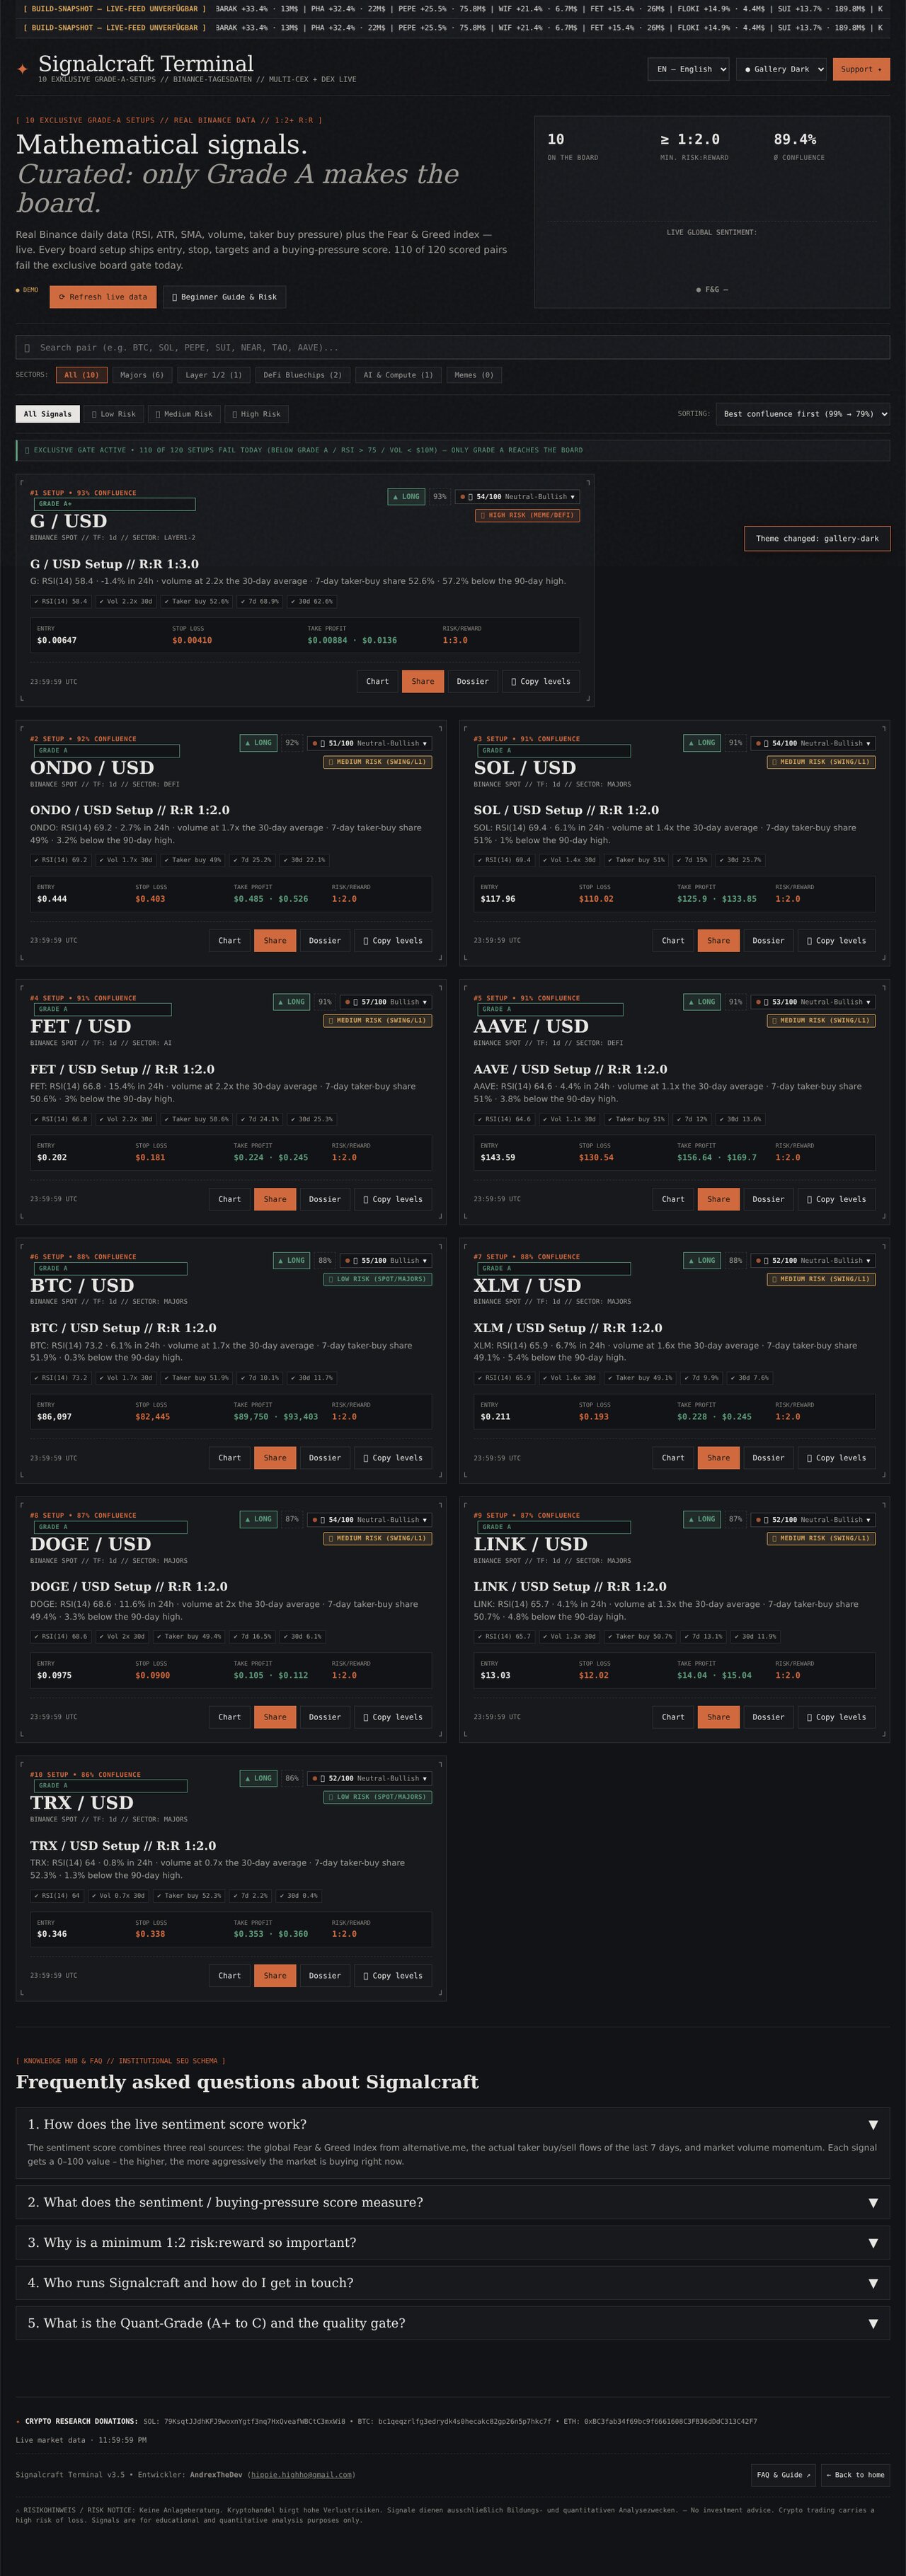 [ BUILD-SNAPSHOT — LIVE-FEED UNVERFÜGBAR ] BARAK +33.4% · 13M$ | PHA +32.4% · 22M$ | PEPE +25.5% · 75.8M$ | WIF +21.4% · 6.7M$ | FET +15.4% · 26M$ | FLOKI +14.9% · 4.4M$ | SUI +13.7% · 189.8M$ | K
[ BUILD-SNAPSHOT — LIVE-FEED UNVERFÜGBAR ] BARAK +33.4% · 13M$ | PHA +32.4% · 22M$ | PEPE +25.5% · 75.8M$ | WIF +21.4% · 6.7M$ | FET +15.4% · 26M$ | FLOKI +14.9% · 4.4M$ | SUI +13.7% · 189.8M$ | K
✦ Signalcraft Terminal
10 EXKLUSIVE GRADE-A-SETUPS // BINANCE-TAGESDATEN // MULTI-CEX + DEX LIVE
EN — English
● Gallery Dark
Support ✦
[ 10 EXCLUSIVE GRADE-A SETUPS // REAL BINANCE DATA // 1:2+ R:R ]
Mathematical signals.
Curated: only Grade A makes the
board.
Real Binance daily data (RSI, ATR, SMA, volume, taker buy pressure) plus the Fear & Greed index —
live. Every board setup ships entry, stop, targets and a buying-pressure score. 110 of 120 scored pairs
fail the exclusive board gate today.
● DEMO
⟳ Refresh live data
Beginner Guide & Risk
10 ≥ 1:2.0 89.4%
ON THE BOARD MIN. RISK:REWARD Ø CONFLUENCE
LIVE GLOBAL SENTIMENT:
● F&G —
Search pair (e.g. BTC, SOL, PEPE, SUI, NEAR, TAO, AAVE)...
SECTORS: All (10) Majors (6) Layer 1/2 (1) DeFi Bluechips (2) AI & Compute (1) Memes (0)
All Signals Low Risk Medium Risk High Risk
SORTING: Best confluence first (99% → 79%)
EXCLUSIVE GATE ACTIVE • 110 OF 120 SETUPS FAIL TODAY (BELOW GRADE A / RSI > 75 / VOL < $10M) — ONLY GRADE A REACHES THE BOARD
#1 SETUP • 93% CONFLUENCE
GRADE A+
G / USD
BINANCE SPOT // TF: 1d // SECTOR: LAYER1-2
▲ LONG 93% 54/100 Neutral-Bullish ▼
HIGH RISK (MEME/DEFI)
G / USD Setup // R:R 1:3.0
G: RSI(14) 58.4 · -1.4% in 24h · volume at 2.2x the 30-day average · 7-day taker-buy share 52.6% · 57.2% below the 90-day high.
✔ RSI(14) 58.4 ✔ Vol 2.2x 30d ✔ Taker buy 52.6% ✔ 7d 68.9% ✔ 30d 62.6%
ENTRY STOP LOSS TAKE PROFIT RISK/REWARD
$0.00647 $0.00410 $0.00884 · $0.0136 1:3.0
23:59:59 UTC Chart Share Dossier Copy levels
Theme changed: gallery-dark
#2 SETUP • 92% CONFLUENCE
GRADE A
ONDO / USD
BINANCE SPOT // TF: 1d // SECTOR: DEFI
▲ LONG 92% 51/100 Neutral-Bullish ▼
MEDIUM RISK (SWING/L1)
ONDO / USD Setup // R:R 1:2.0
ONDO: RSI(14) 69.2 · 2.7% in 24h · volume at 1.7x the 30-day average · 7-day taker-buy share
49% · 3.2% below the 90-day high.
✔ RSI(14) 69.2 ✔ Vol 1.7x 30d ✔ Taker buy 49% ✔ 7d 25.2% ✔ 30d 22.1%
ENTRY STOP LOSS TAKE PROFIT RISK/REWARD
$0.444 $0.403 $0.485 · $0.526 1:2.0
23:59:59 UTC Chart Share Dossier Copy levels
#3 SETUP • 91% CONFLUENCE
GRADE A
SOL / USD
BINANCE SPOT // TF: 1d // SECTOR: MAJORS
▲ LONG 91% 54/100 Neutral-Bullish ▼
MEDIUM RISK (SWING/L1)
SOL / USD Setup // R:R 1:2.0
SOL: RSI(14) 69.4 · 6.1% in 24h · volume at 1.4x the 30-day average · 7-day taker-buy share
51% · 1% below the 90-day high.
✔ RSI(14) 69.4 ✔ Vol 1.4x 30d ✔ Taker buy 51% ✔ 7d 15% ✔ 30d 25.7%
ENTRY STOP LOSS TAKE PROFIT RISK/REWARD
$117.96 $110.02 $125.9 · $133.85 1:2.0
23:59:59 UTC Chart Share Dossier Copy levels
#4 SETUP • 91% CONFLUENCE
GRADE A
FET / USD
BINANCE SPOT // TF: 1d // SECTOR: AI
▲ LONG 91% 57/100 Bullish ▼
MEDIUM RISK (SWING/L1)
FET / USD Setup // R:R 1:2.0
FET: RSI(14) 66.8 · 15.4% in 24h · volume at 2.2x the 30-day average · 7-day taker-buy share
50.6% · 3% below the 90-day high.
✔ RSI(14) 66.8 ✔ Vol 2.2x 30d ✔ Taker buy 50.6% ✔ 7d 24.1% ✔ 30d 25.3%
ENTRY STOP LOSS TAKE PROFIT RISK/REWARD
$0.202 $0.181 $0.224 · $0.245 1:2.0
23:59:59 UTC Chart Share Dossier Copy levels
#5 SETUP • 91% CONFLUENCE
GRADE A
AAVE / USD
BINANCE SPOT // TF: 1d // SECTOR: DEFI
▲ LONG 91% 53/100 Neutral-Bullish ▼
MEDIUM RISK (SWING/L1)
AAVE / USD Setup // R:R 1:2.0
AAVE: RSI(14) 64.6 · 4.4% in 24h · volume at 1.1x the 30-day average · 7-day taker-buy share
51% · 3.8% below the 90-day high.
✔ RSI(14) 64.6 ✔ Vol 1.1x 30d ✔ Taker buy 51% ✔ 7d 12% ✔ 30d 13.6%
ENTRY STOP LOSS TAKE PROFIT RISK/REWARD
$143.59 $130.54 $156.64 · $169.7 1:2.0
23:59:59 UTC Chart Share Dossier Copy levels
#6 SETUP • 88% CONFLUENCE
GRADE A
BTC / USD
BINANCE SPOT // TF: 1d // SECTOR: MAJORS
▲ LONG 88% 55/100 Bullish ▼
LOW RISK (SPOT/MAJORS)
BTC / USD Setup // R:R 1:2.0
BTC: RSI(14) 73.2 · 6.1% in 24h · volume at 1.7x the 30-day average · 7-day taker-buy share
51.9% · 0.3% below the 90-day high.
✔ RSI(14) 73.2 ✔ Vol 1.7x 30d ✔ Taker buy 51.9% ✔ 7d 10.1% ✔ 30d 11.7%
ENTRY STOP LOSS TAKE PROFIT RISK/REWARD
$86,097 $82,445 $89,750 · $93,403 1:2.0
23:59:59 UTC Chart Share Dossier Copy levels
#7 SETUP • 88% CONFLUENCE
GRADE A
XLM / USD
BINANCE SPOT // TF: 1d // SECTOR: MAJORS
▲ LONG 88% 52/100 Neutral-Bullish ▼
MEDIUM RISK (SWING/L1)
XLM / USD Setup // R:R 1:2.0
XLM: RSI(14) 65.9 · 6.7% in 24h · volume at 1.6x the 30-day average · 7-day taker-buy share
49.1% · 5.4% below the 90-day high.
✔ RSI(14) 65.9 ✔ Vol 1.6x 30d ✔ Taker buy 49.1% ✔ 7d 9.9% ✔ 30d 7.6%
ENTRY STOP LOSS TAKE PROFIT RISK/REWARD
$0.211 $0.193 $0.228 · $0.245 1:2.0
23:59:59 UTC Chart Share Dossier Copy levels
#8 SETUP • 87% CONFLUENCE
GRADE A
DOGE / USD
BINANCE SPOT // TF: 1d // SECTOR: MAJORS
▲ LONG 87% 54/100 Neutral-Bullish ▼
MEDIUM RISK (SWING/L1)
DOGE / USD Setup // R:R 1:2.0
DOGE: RSI(14) 68.6 · 11.6% in 24h · volume at 2x the 30-day average · 7-day taker-buy share
49.4% · 3.3% below the 90-day high.
✔ RSI(14) 68.6 ✔ Vol 2x 30d ✔ Taker buy 49.4% ✔ 7d 16.5% ✔ 30d 6.1%
ENTRY STOP LOSS TAKE PROFIT RISK/REWARD
$0.0975 $0.0900 $0.105 · $0.112 1:2.0
23:59:59 UTC Chart Share Dossier Copy levels
#9 SETUP • 87% CONFLUENCE
GRADE A
LINK / USD
BINANCE SPOT // TF: 1d // SECTOR: MAJORS
▲ LONG 87% 52/100 Neutral-Bullish ▼
MEDIUM RISK (SWING/L1)
LINK / USD Setup // R:R 1:2.0
LINK: RSI(14) 65.7 · 4.1% in 24h · volume at 1.3x the 30-day average · 7-day taker-buy share
50.7% · 4.8% below the 90-day high.
✔ RSI(14) 65.7 ✔ Vol 1.3x 30d ✔ Taker buy 50.7% ✔ 7d 13.1% ✔ 30d 11.9%
ENTRY STOP LOSS TAKE PROFIT RISK/REWARD
$13.03 $12.02 $14.04 · $15.04 1:2.0
23:59:59 UTC Chart Share Dossier Copy levels
#10 SETUP • 86% CONFLUENCE
GRADE A
TRX / USD
BINANCE SPOT // TF: 1d // SECTOR: MAJORS
▲ LONG 86% 52/100 Neutral-Bullish ▼
LOW RISK (SPOT/MAJORS)
TRX / USD Setup // R:R 1:2.0
TRX: RSI(14) 64 · 0.8% in 24h · volume at 0.7x the 30-day average · 7-day taker-buy share
52.3% · 1.3% below the 90-day high.
✔ RSI(14) 64 ✔ Vol 0.7x 30d ✔ Taker buy 52.3% ✔ 7d 2.2% ✔ 30d 0.4%
ENTRY STOP LOSS TAKE PROFIT RISK/REWARD
$0.346 $0.338 $0.353 · $0.360 1:2.0
23:59:59 UTC Chart Share Dossier Copy levels
[ KNOWLEDGE HUB & FAQ // INSTITUTIONAL SEO SCHEMA ]
Frequently asked questions about Signalcraft
1. How does the live sentiment score work? ▼
The sentiment score combines three real sources: the global Fear & Greed Index from alternative.me, the actual taker buy/sell flows of the last 7 days, and market volume momentum. Each signal
gets a 0–100 value – the higher, the more aggressively the market is buying right now.
2. What does the sentiment / buying-pressure score measure? ▼
3. Why is a minimum 1:2 risk:reward so important? ▼
4. Who runs Signalcraft and how do I get in touch? ▼
5. What is the Quant-Grade (A+ to C) and the quality gate? ▼
✦ CRYPTO RESEARCH DONATIONS: SOL: 79KsqtJJdhKFJ9woxnYgtf3nq7HxQveafWBCtC3mxWi8 • BTC: bc1qeqzrlfg3edrydk4s0hecakc82gp26n5p7hkc7f • ETH: 0xBC3fab34f69bc9f6661608C3FB36dDdC313C42F7
Live market data · 11:59:59 PM
Signalcraft Terminal v3.5 • Entwickler: AndrexTheDev (hippie.highho@gmail.com)
FAQ & Guide ↗ ← Back to home
⚠ RISIKOHINWEIS / RISK NOTICE: Keine Anlageberatung. Kryptohandel birgt hohe Verlustrisiken. Signale dienen ausschließlich Bildungs- und quantitativen Analysezwecken. — No investment advice. Crypto trading carries a
high risk of loss. Signals are for educational and quantitative analysis purposes only.